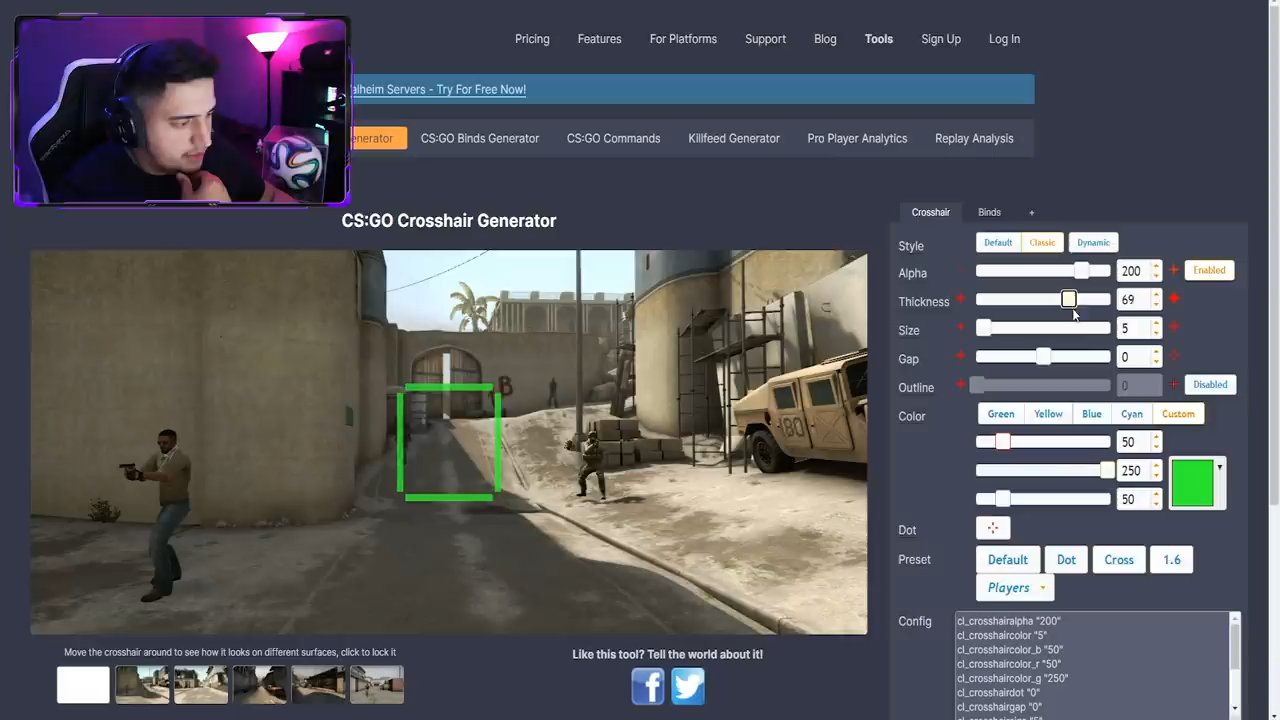 Pricing
Features
For Platforms
Support
Blog
Tools
Sign Up
Log In
alheim Servers - Try For Free Now!
enerator
CS:GO Binds Generator
CS:GO Commands
Killfeed Generator
Pro Player Analytics
Replay Analysis
CS:GO Crosshair Generator
Crosshair
Binds
+
Style
Default
Classic
Dynamic
Alpha
200
Enabled
Thickness
69
Size
5
Gap
0
Outline
0
Disabled
Color
Green
Yellow
Blue
Cyan
Custom
50
250
50
Dot
Preset
Default
Dot
Cross
1.6
Players
Config
cl_crosshairalpha "200"
cl_crosshaircolor "5"
cl_crosshaircolor_b "50"
cl_crosshaircolor_r "50"
cl_crosshaircolor_g "250"
cl_crosshairdot "0"
cl_crosshairgap "0"
B
80
Move the crosshair around to see how it looks on different surfaces, click to lock it
Like this tool? Tell the world about it!